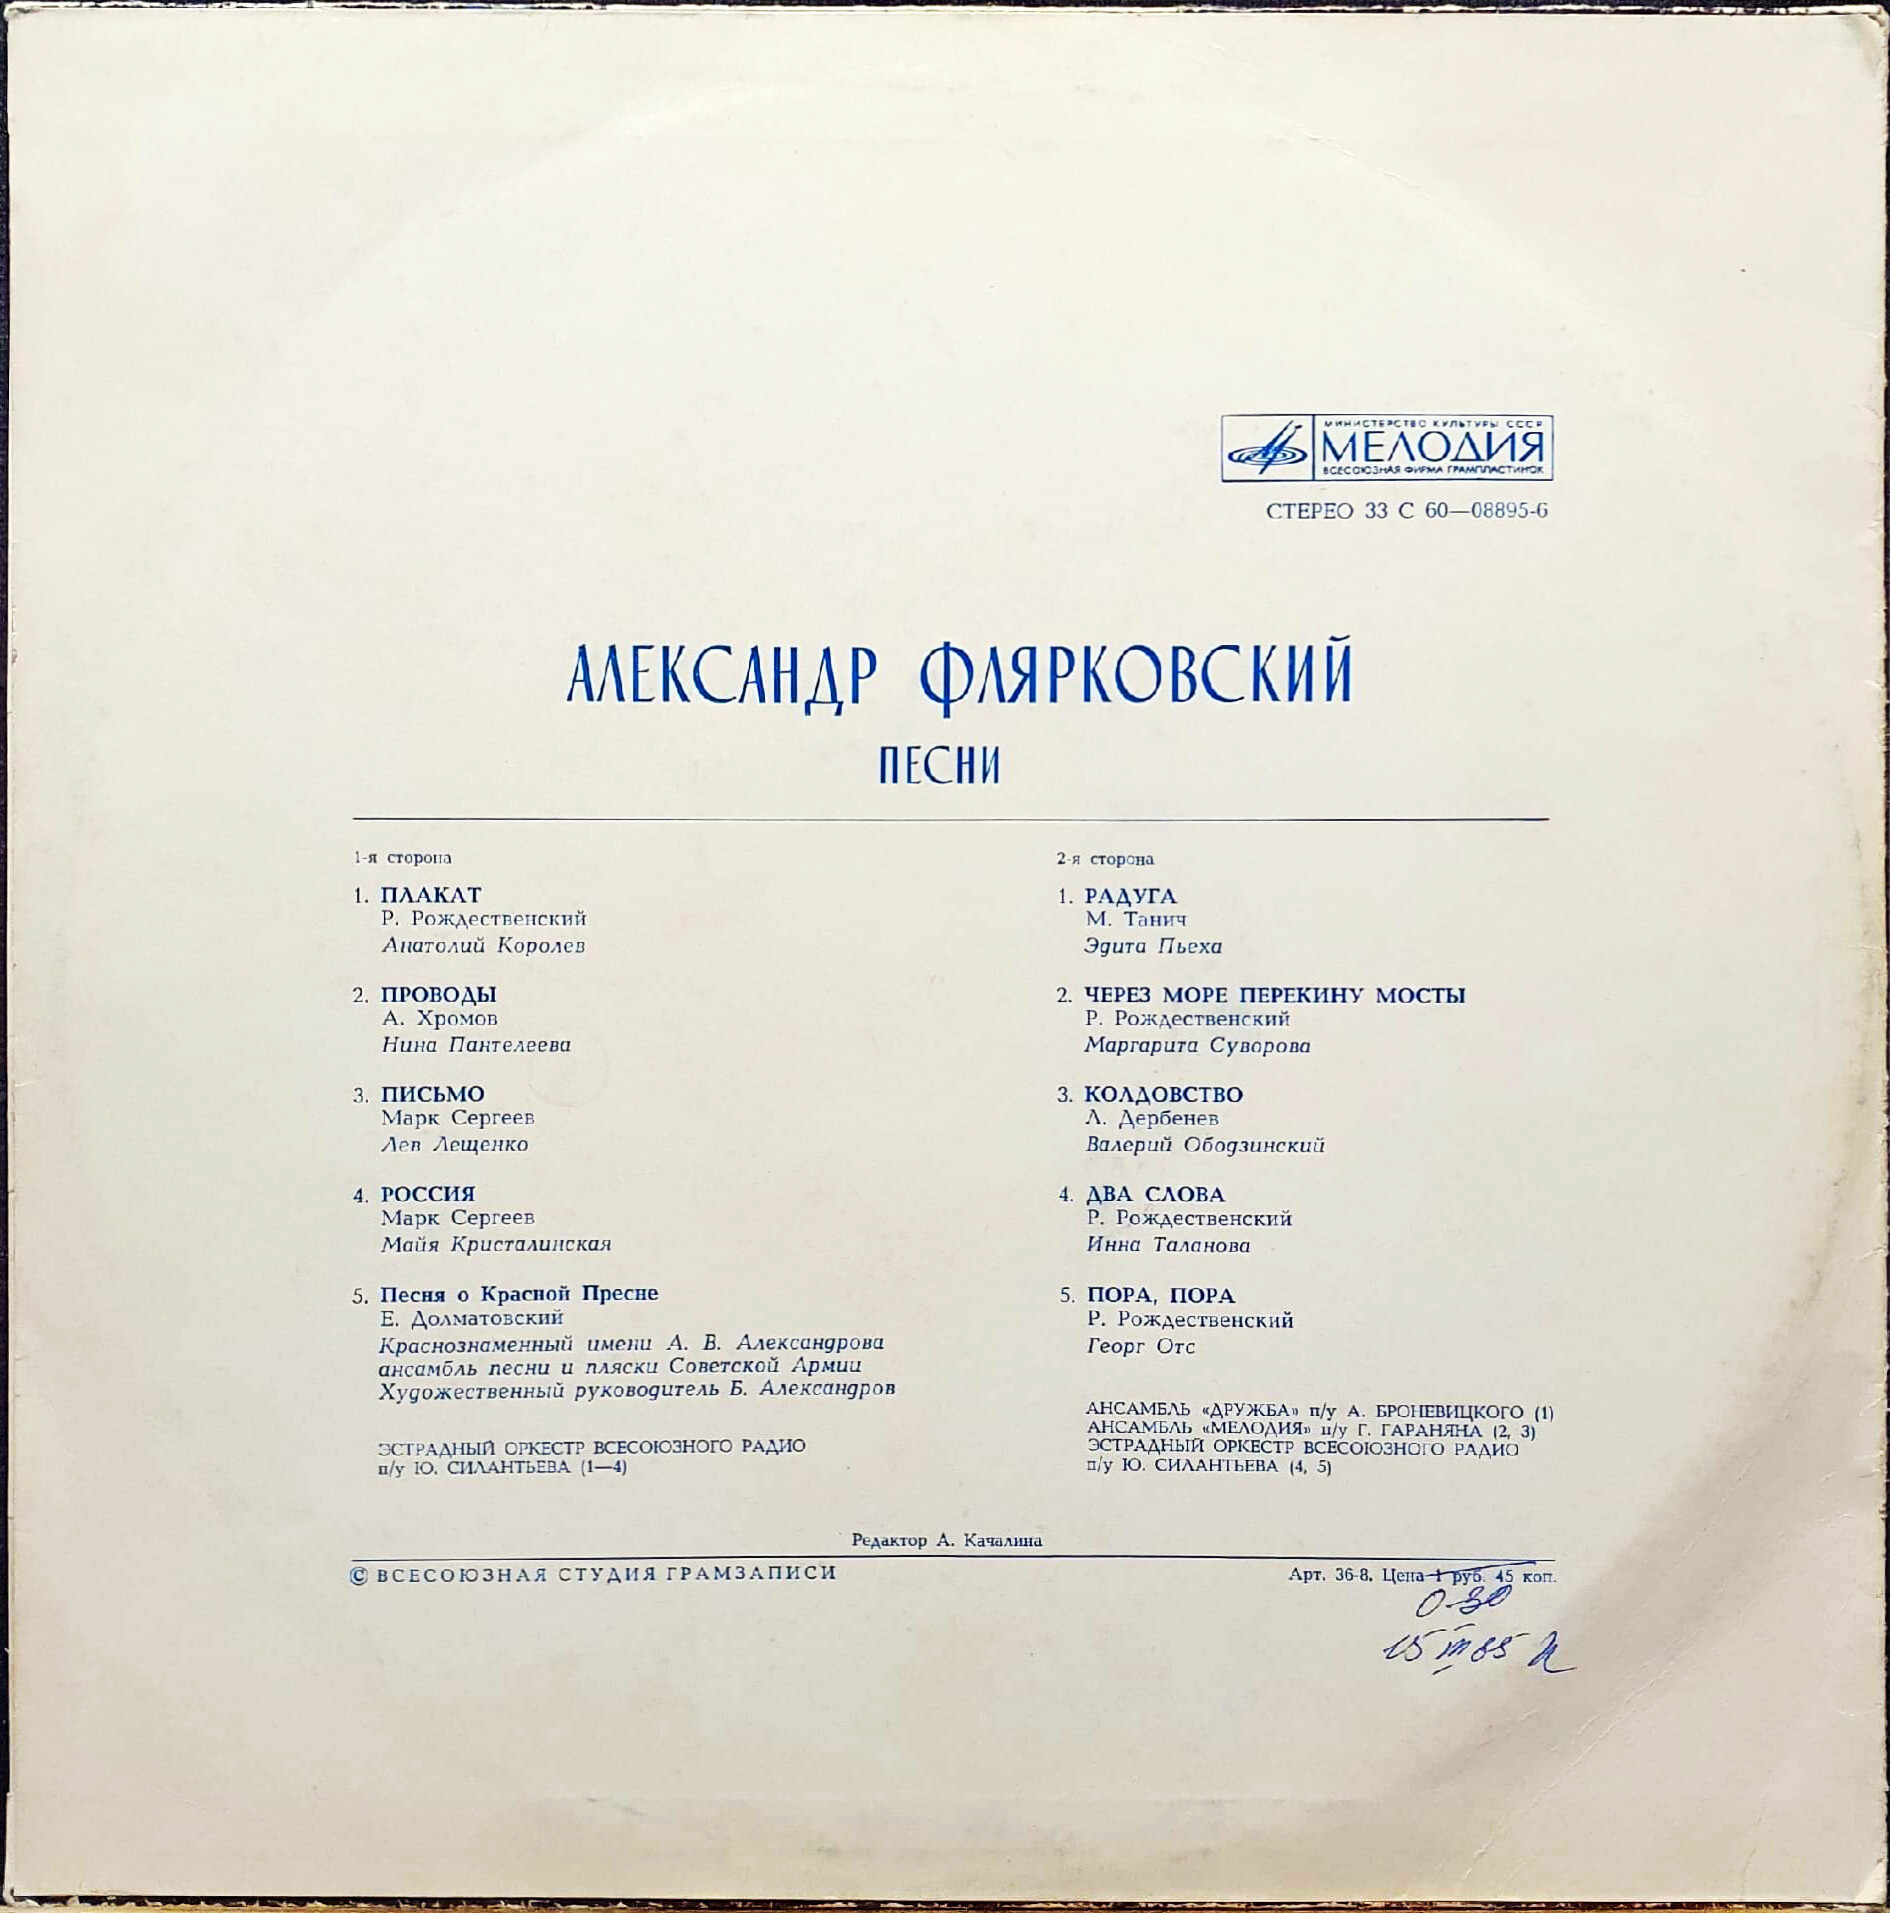 МИНИСТЕРСТВО КУЛЬТУРЫ СССР
МЕЛОДИЯ
ВСЕСОЮЗНАЯ ФИРМА ГРАМПЛАСТИНОК
СТЕРЕО 33 С 60—08895-6
АЛЕКСАНДР ФЛЯРКОВСКИЙ
ПЕСНИ
1-я сторона
1. ПЛАКАТ
Р. Рождественский
Анатолий Королев
2. ПРОВОДЫ
А. Хромов
Нина Пантелеева
3. ПИСЬМО
Марк Сергеев
Лев Лещенко
4. РОССИЯ
Марк Сергеев
Майя Кристалинская
5. Песня о Красной Пресне
Е. Долматовский
Краснознаменный имени А. В. Александрова
ансамбль песни и пляски Советской Армии
Художественный руководитель Б. Александров
ЭСТРАДНЫЙ ОРКЕСТР ВСЕСОЮЗНОГО РАДИО
п/у Ю. СИЛАНТЬЕВА (1—4)
2-я сторона
1. РАДУГА
М. Танич
Эдита Пьеха
2. ЧЕРЕЗ МОРЕ ПЕРЕКИНУ МОСТЫ
Р. Рождественский
Маргарита Суворова
3. КОЛДОВСТВО
Л. Дербенев
Валерий Ободзинский
4. ДВА СЛОВА
Р. Рождественский
Инна Таланова
5. ПОРА, ПОРА
Р. Рождественский
Георг Отс
АНСАМБЛЬ «ДРУЖБА» п/у А. БРОНЕВИЦКОГО (1)
АНСАМБЛЬ «МЕЛОДИЯ» п/у Г. ГАРАНЯНА (2, 3)
ЭСТРАДНЫЙ ОРКЕСТР ВСЕСОЮЗНОГО РАДИО
п/у Ю. СИЛАНТЬЕВА (4, 5)
Редактор А. Качалина
© ВСЕСОЮЗНАЯ СТУДИЯ ГРАМЗАПИСИ
Арт. 36-8. Цена 1 руб. 45 коп.
0-30
15 III 85